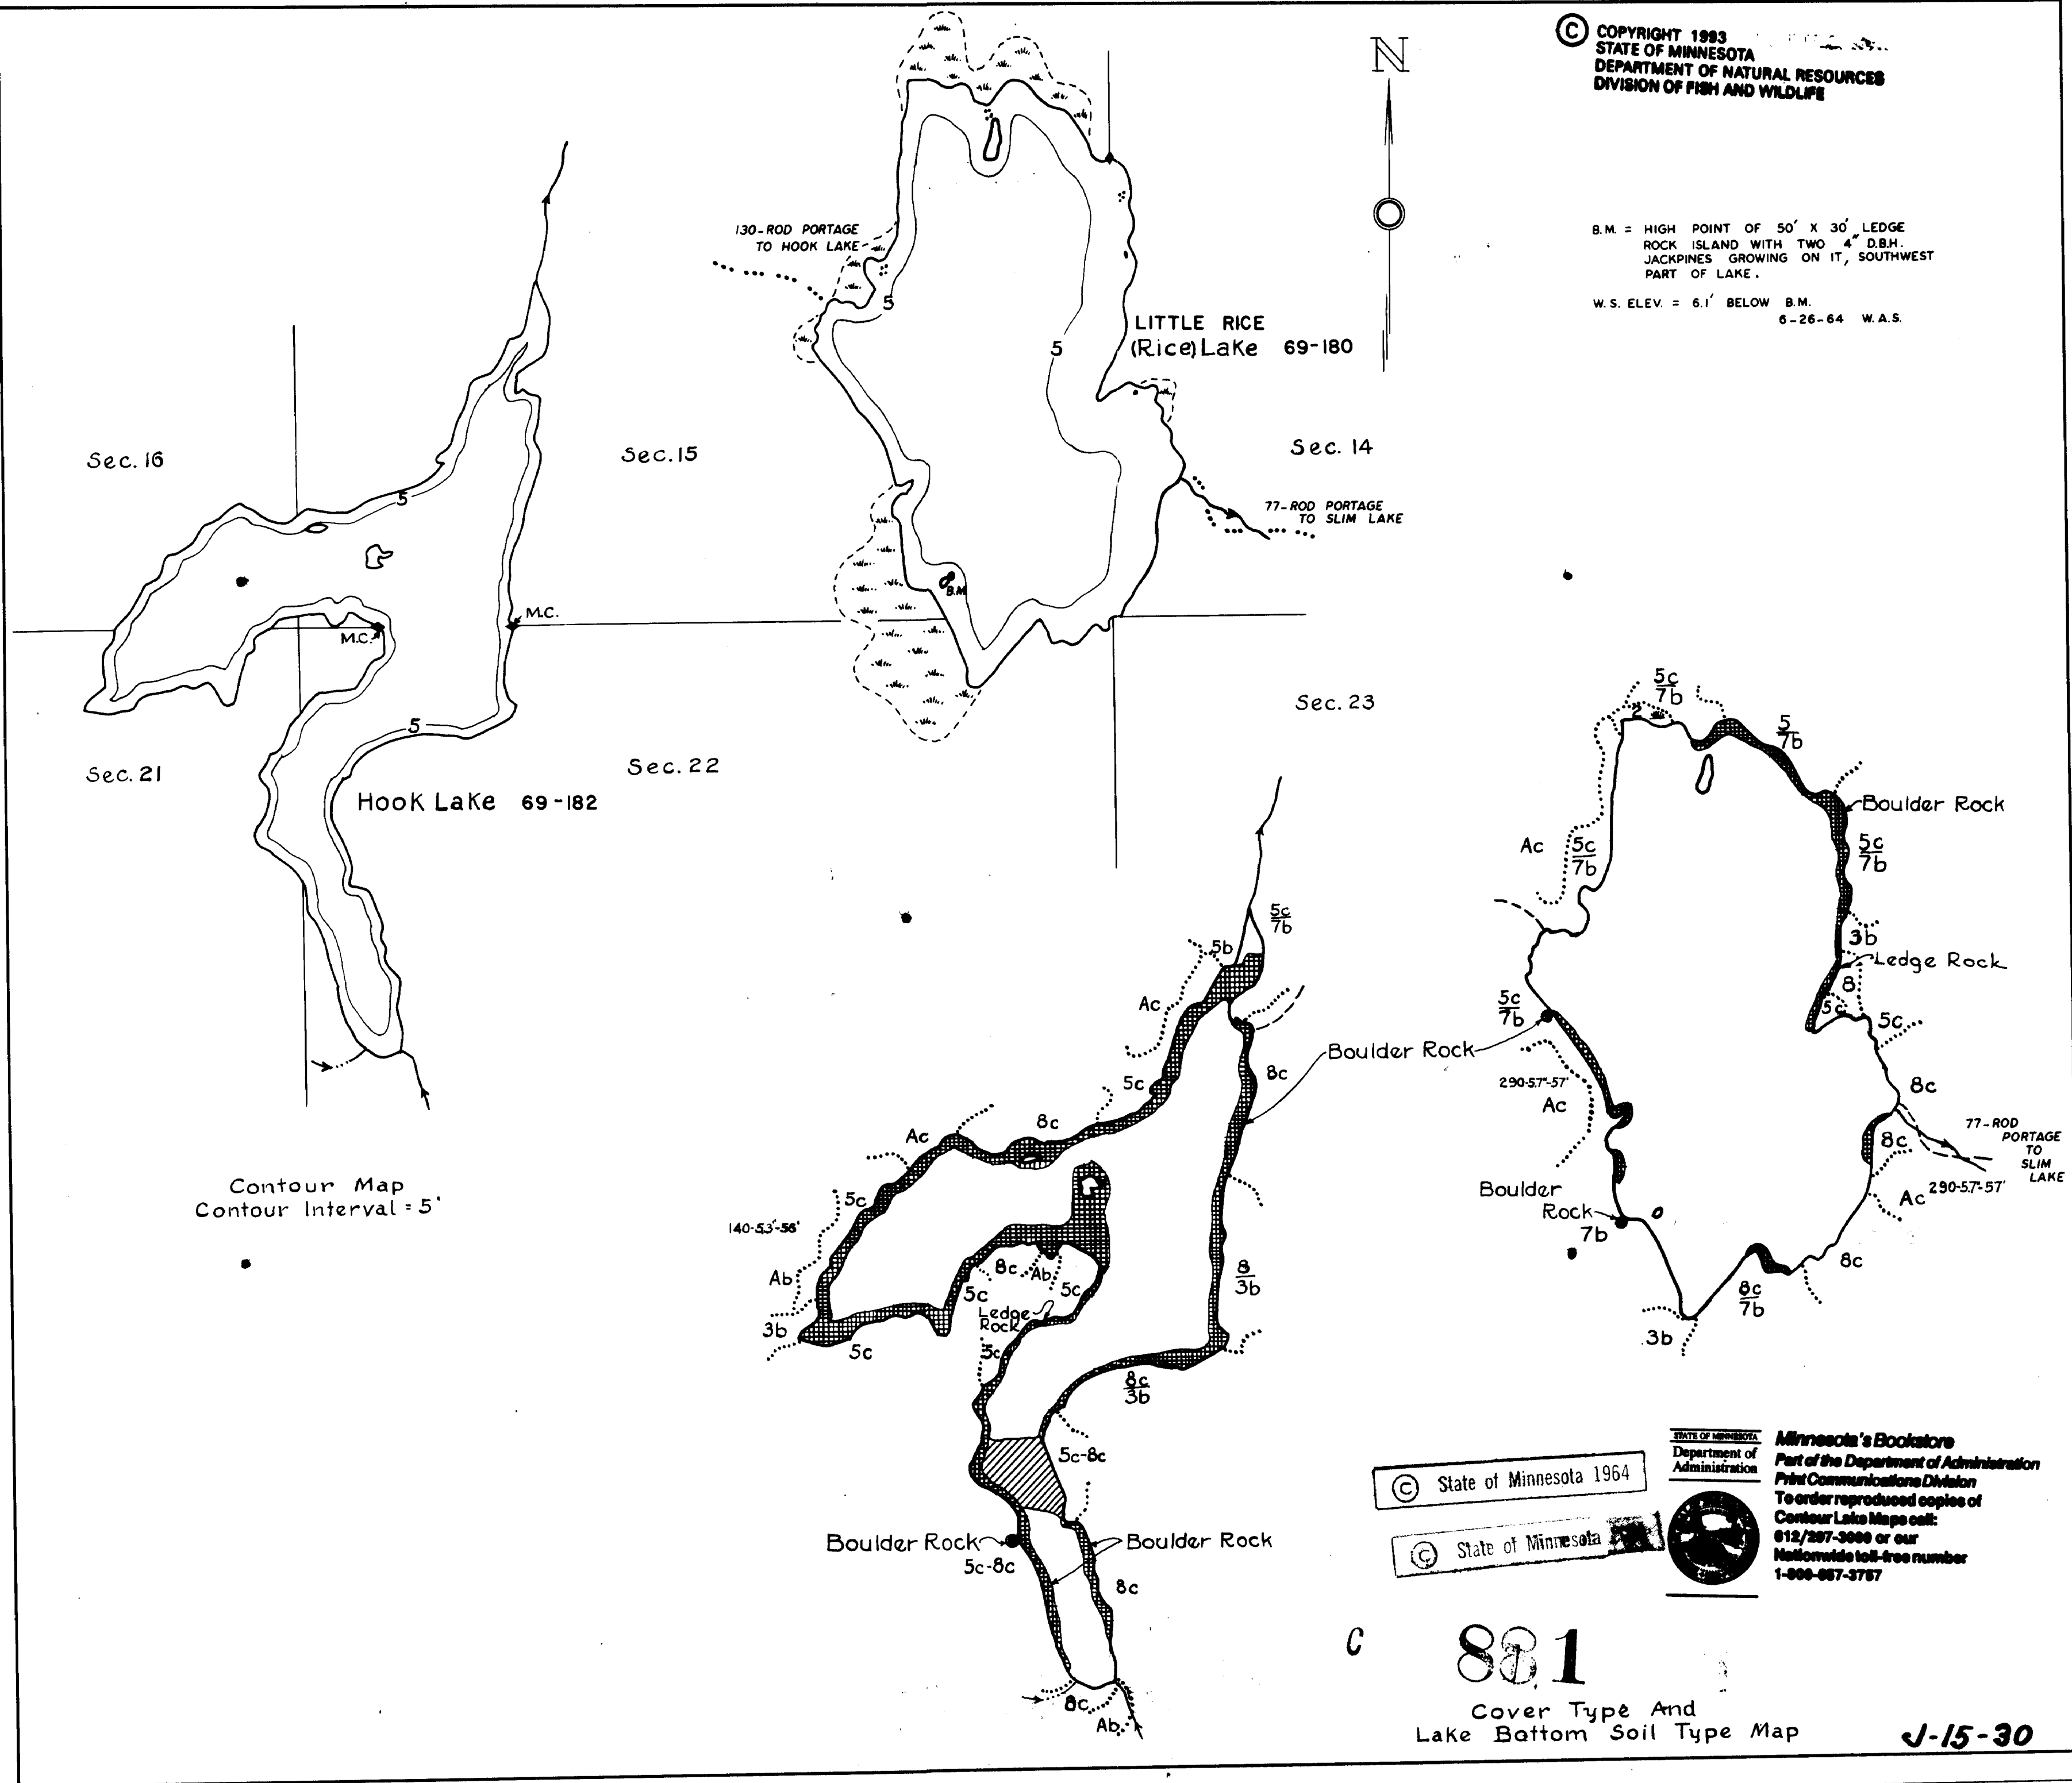 © COPYRIGHT 1993
STATE OF MINNESOTA
DEPARTMENT OF NATURAL RESOURCES
DIVISION OF FISH AND WILDLIFE
N
B.M. = HIGH POINT OF 50' X 30' LEDGE
ROCK ISLAND WITH TWO 4" D.B.H.
JACKPINES GROWING ON IT, SOUTHWEST
PART OF LAKE.
W.S. ELEV. = 6.1' BELOW B.M.
6-26-64 W.A.S.
130-ROD PORTAGE
TO HOOK LAKE
5
LITTLE RICE
(Rice) Lake 69-180
5
Sec. 16
Sec. 15
Sec. 14
5
77-ROD PORTAGE
TO SLIM LAKE
B.M.
M.C.
M.C.
Sec. 23
5
Sec. 21
Sec. 22
Hook Lake 69-182
Contour Map
Contour Interval = 5'
5c
7b
2
5
7b
Boulder Rock
Ac
5c
7b
5c
7b
3b
Ledge Rock
8
5c
5c
5c
7b
290-5.7'-57'
Ac
8c
77-ROD
PORTAGE
TO
SLIM
LAKE
8c
Ac 290-5.7'-57'
Boulder
Rock
7b
8c
8c
7b
3b
5c
7b
5b
Ac
Boulder Rock
8c
5c
8c
Ac
5c
140-5.3'-56'
Ab
8c
Ab
5c
5c
8
3b
Ledge
Rock
3b
5c
5c
8c
3b
5c-8c
Boulder Rock
5c-8c
Boulder Rock
8c
8c
Ab
© State of Minnesota 1964
© State of Minnesota
STATE OF MINNESOTA
Department of
Administration
Minnesota's Bookstore
Part of the Department of Administration
Print Communications Division
To order reproduced copies of
Contour Lake Maps call:
612/297-3000 or our
Nationwide toll-free number
1-800-657-3757
C
Cover Type And
Lake Bottom Soil Type Map
J-15-30